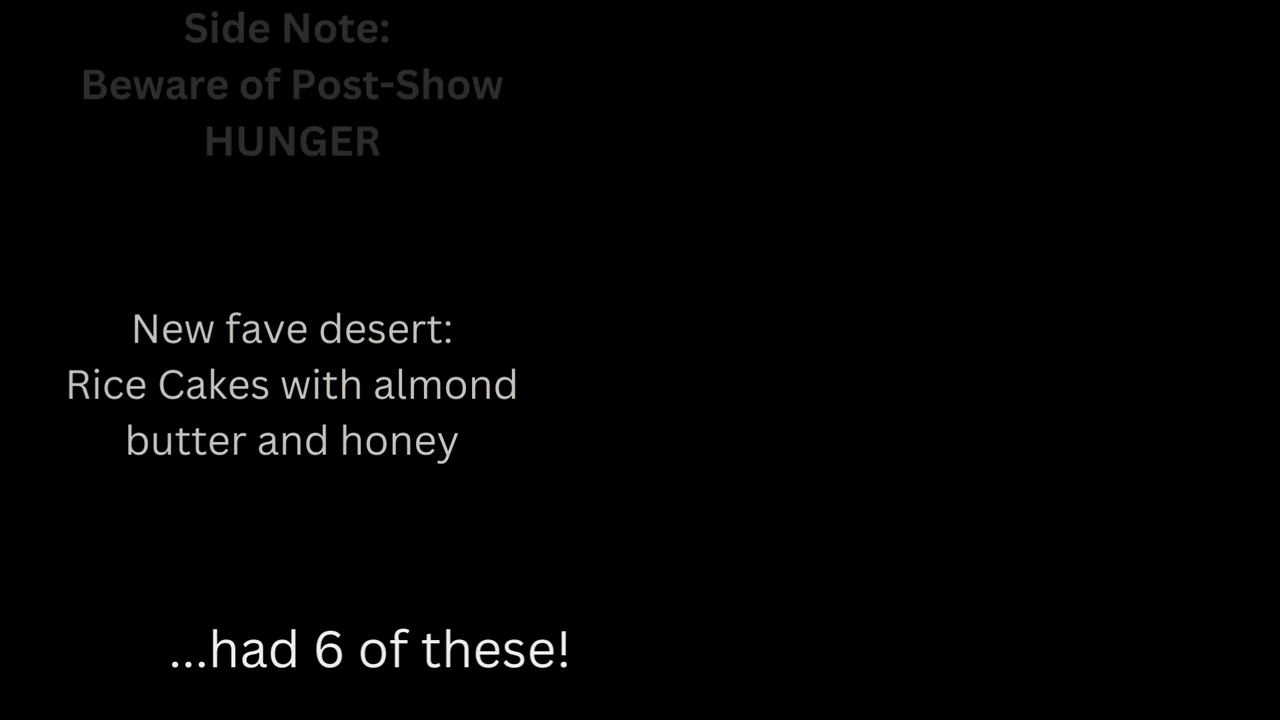 Side Note:
Beware of Post-Show
HUNGER
New fave desert:
Rice Cakes with almond
butter and honey
...had 6 of these!